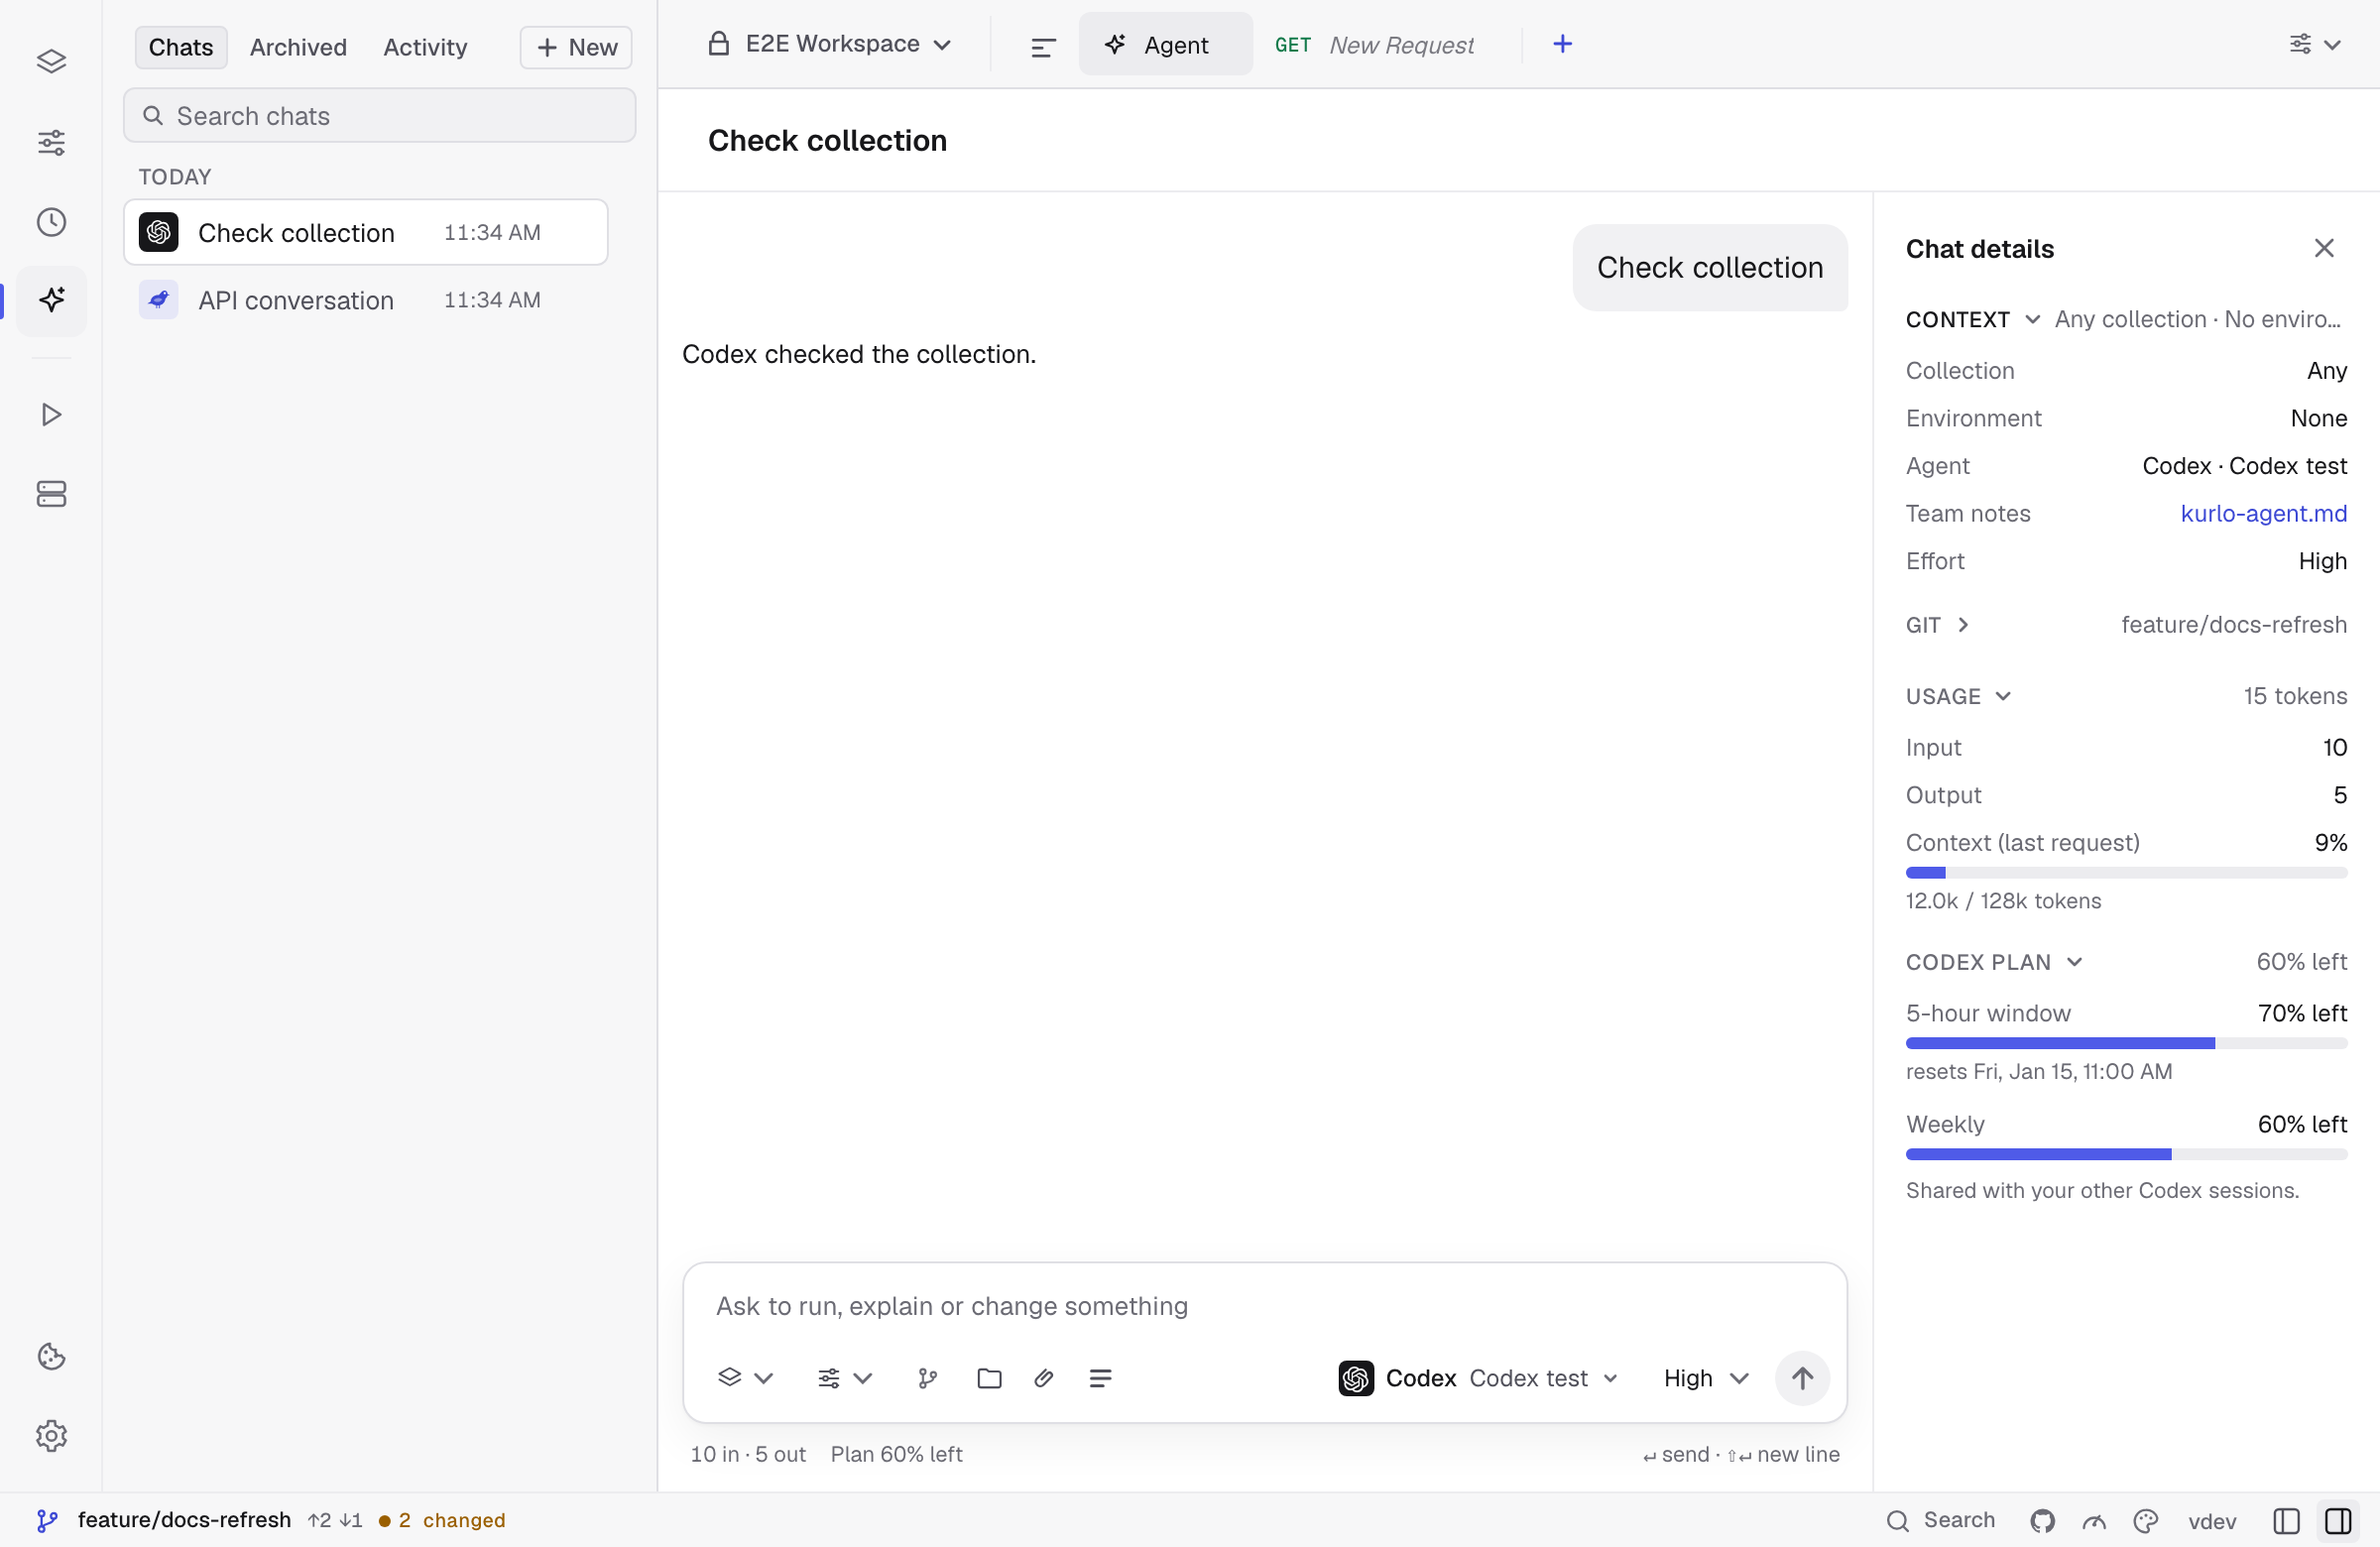 Chats Archived Activity + New
Search chats
TODAY
Check collection 11:34 AM
API conversation 11:34 AM
E2E Workspace
Agent
GET New Request
Check collection
Check collection
Codex checked the collection.
Chat details
CONTEXT Any collection · No enviro...
Collection Any
Environment None
Agent Codex · Codex test
Team notes kurlo-agent.md
Effort High
GIT feature/docs-refresh
USAGE 15 tokens
Input 10
Output 5
Context (last request) 9%
12.0k / 128k tokens
CODEX PLAN 60% left
5-hour window 70% left
resets Fri, Jan 15, 11:00 AM
Weekly 60% left
Shared with your other Codex sessions.
Ask to run, explain or change something
Codex Codex test High
10 in · 5 out Plan 60% left
↵ send · ⇧↵ new line
feature/docs-refresh ↑2 ↓1 ● 2 changed
Search vdev